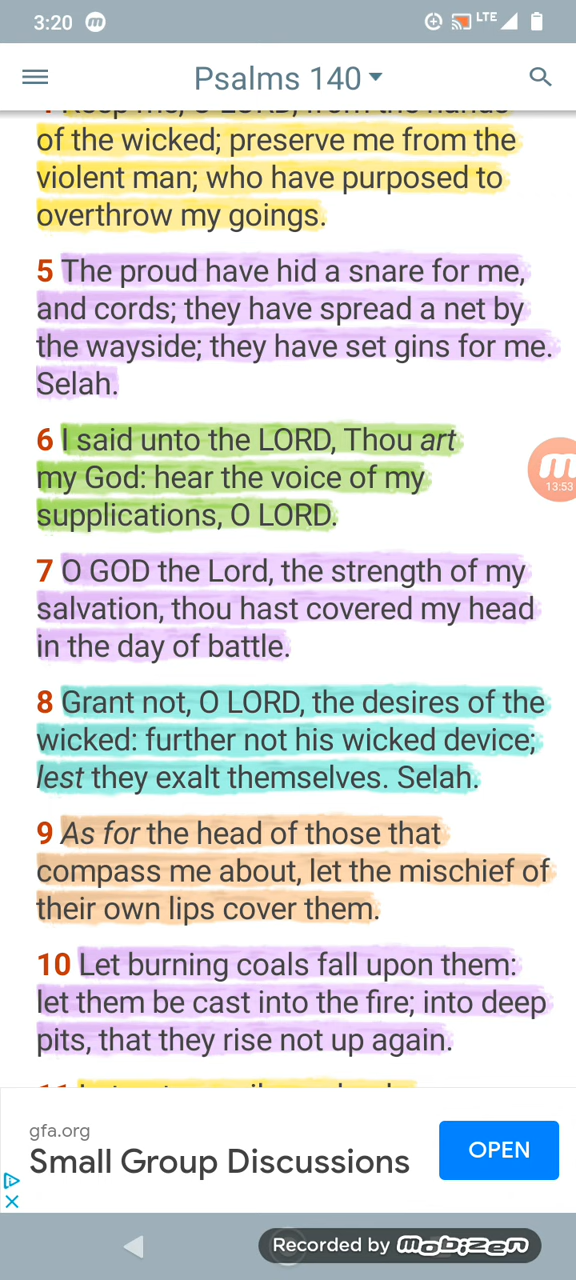 3:20
LTE
Psalms 140
of the wicked; preserve me from the
violent man; who have purposed to
overthrow my goings.
5 The proud have hid a snare for me,
and cords; they have spread a net by
the wayside; they have set gins for me.
Selah.
6 I said unto the LORD, Thou art
my God: hear the voice of my
supplications, O LORD.
13:53
7 O GOD the Lord, the strength of my
salvation, thou hast covered my head
in the day of battle.
8 Grant not, O LORD, the desires of the
wicked: further not his wicked device;
lest they exalt themselves. Selah.
9 As for the head of those that
compass me about, let the mischief of
their own lips cover them.
10 Let burning coals fall upon them:
let them be cast into the fire; into deep
pits, that they rise not up again.
gfa.org
Small Group Discussions
OPEN
Recorded by mobizen